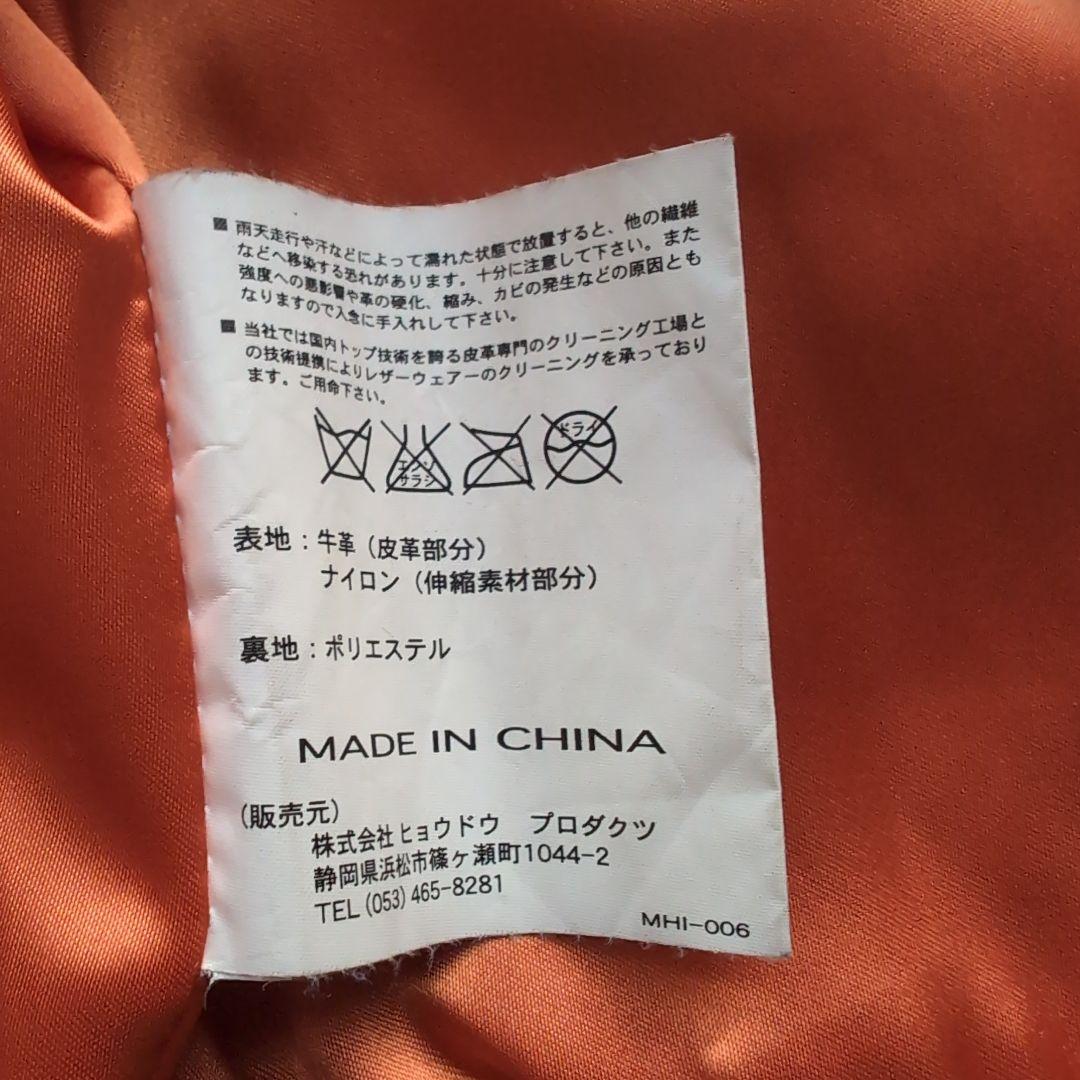 ■ 雨天走行や汗などによって濡れた状態で放置すると、他の繊維
などへ移染する恐れがあります。十分に注意して下さい。また
強度への悪影響や革の硬化、縮み、カビの発生などの原因とも
なりますので入念に手入れして下さい。
■ 当社では国内トップ技術を誇る皮革専門のクリーニング工場と
の技術提携によりレザーウェアーのクリーニングを承っており
ます。ご用命下さい。
エンソ
サラシ
ドライ
表地：牛革（皮革部分）
ナイロン（伸縮素材部分）
裏地：ポリエステル
MADE IN CHINA
(販売元)
株式会社ヒョウドウ　プロダクツ
静岡県浜松市篠ヶ瀬町1044-2
TEL (053) 465-8281
MHI-006